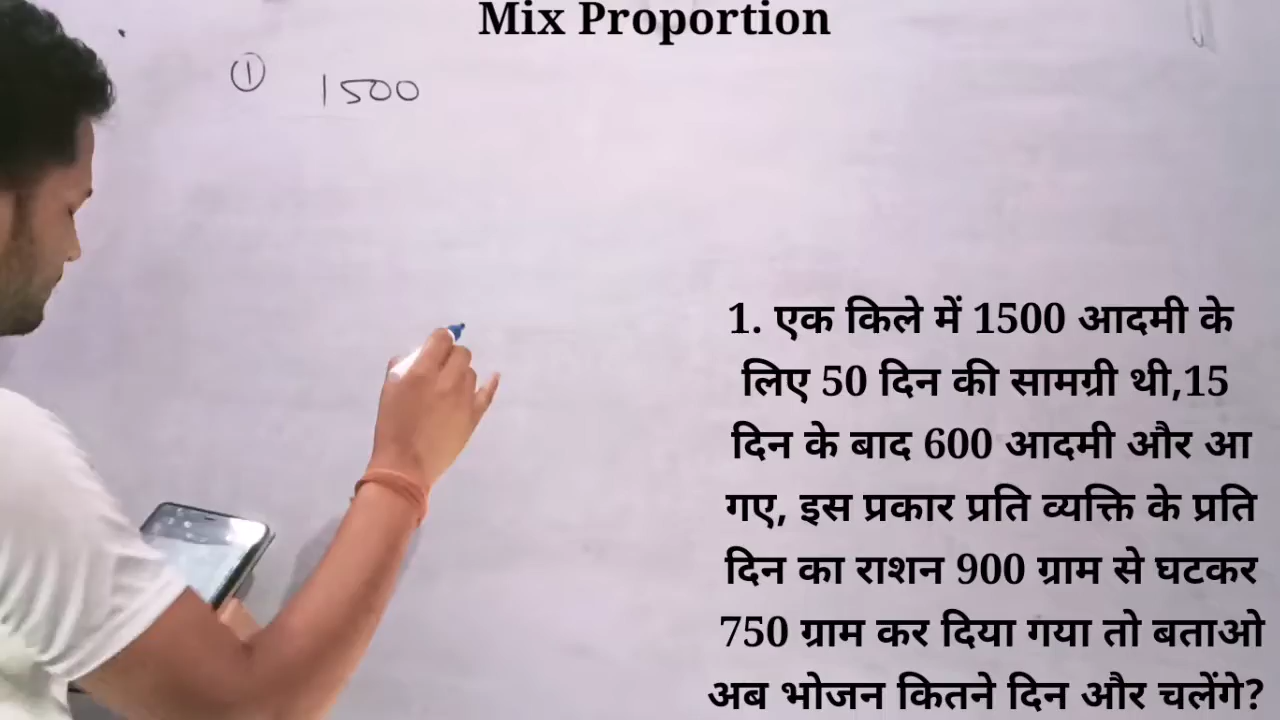 Mix Proportion
① 1500
1. एक किले में 1500 आदमी के
लिए 50 दिन की सामग्री थी,15
दिन के बाद 600 आदमी और आ
गए, इस प्रकार प्रति व्यक्ति के प्रति
दिन का राशन 900 ग्राम से घटकर
750 ग्राम कर दिया गया तो बताओ
अब भोजन कितने दिन और चलेंगे?